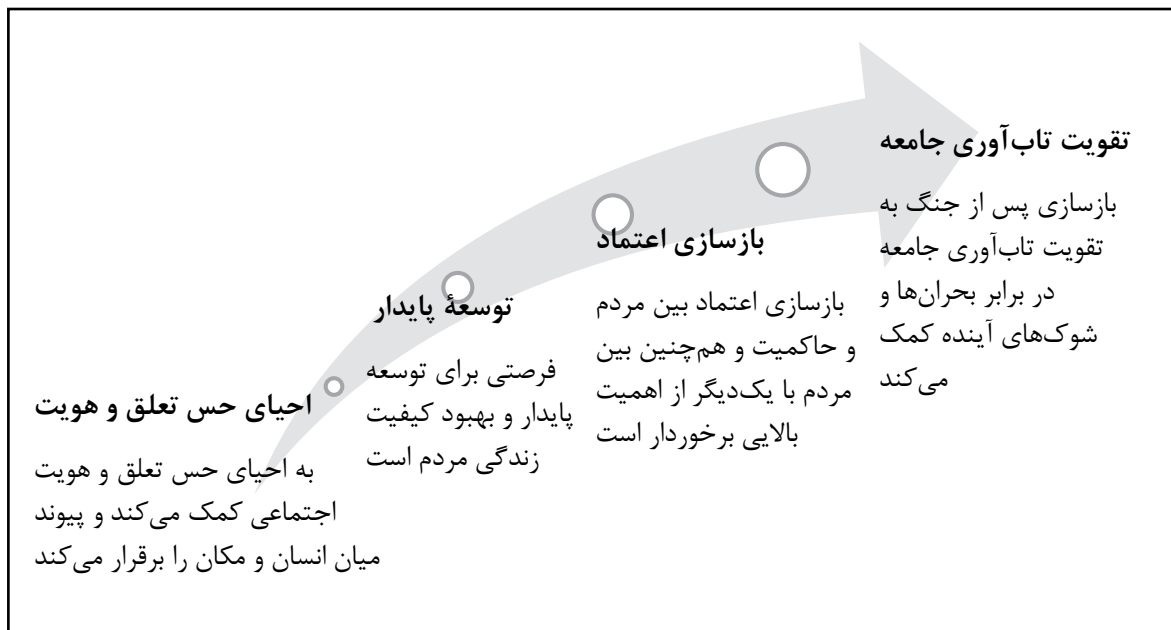 احیای حس تعلق و هویت
به احیای حس تعلق و هویت
اجتماعی کمک می‌کند و پیوند
میان انسان و مکان را برقرار می‌کند
توسعهٔ پایدار
فرصتی برای توسعه
پایدار و بهبود کیفیت
زندگی مردم است
بازسازی اعتماد
بازسازی اعتماد بین مردم
و حاکمیت و هم‌چنین بین
مردم با یک‌دیگر از اهمیت
بالایی برخوردار است
تقویت تاب‌آوری جامعه
بازسازی پس از جنگ به
تقویت تاب‌آوری جامعه
در برابر بحران‌ها و
شوک‌های آینده کمک
می‌کند